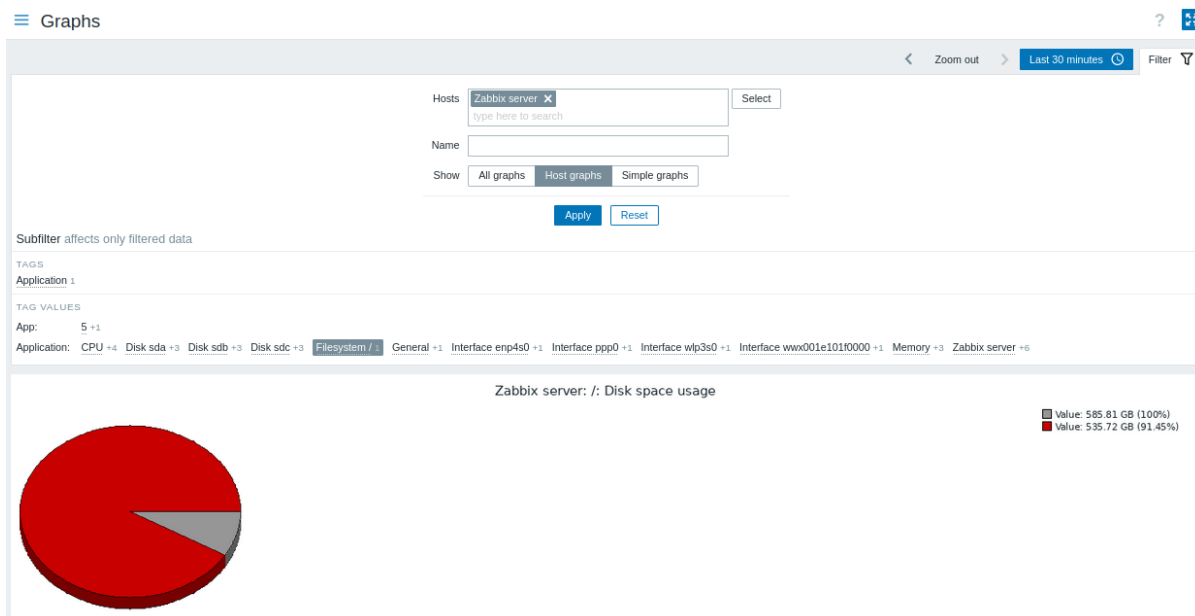 Graphs
?
Zoom out Last 30 minutes Filter
Hosts Zabbix server Select
type here to search
Name
Show All graphs Host graphs Simple graphs
Apply Reset
Subfilter affects only filtered data
TAGS
Application 1
TAG VALUES
App: 5 +1
Application: CPU +4 Disk sda +3 Disk sdb +3 Disk sdc +3 Filesystem / 1 General +1 Interface enp4s0 +1 Interface ppp0 +1 Interface wlp3s0 +1 Interface wwx001e101f0000 +1 Memory +3 Zabbix server +6
Zabbix server: /: Disk space usage
Value: 585.81 GB (100%)
Value: 535.72 GB (91.45%)